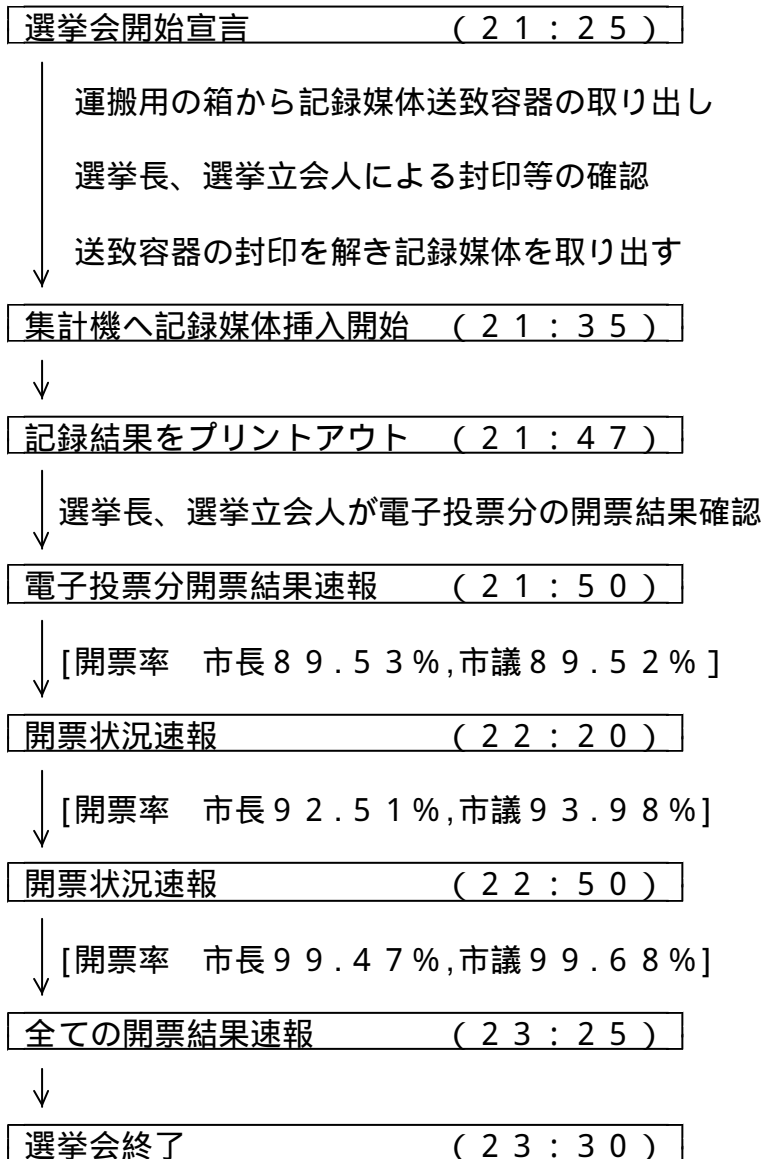 選挙会開始宣言　　　　　　（２１：２５）
運搬用の箱から記録媒体送致容器の取り出し
選挙長、選挙立会人による封印等の確認
送致容器の封印を解き記録媒体を取り出す
集計機へ記録媒体挿入開始　（２１：３５）
記録結果をプリントアウト　（２１：４７）
選挙長、選挙立会人が電子投票分の開票結果確認
電子投票分開票結果速報　　（２１：５０）
[開票率　市長８９.５３%,市議８９.５２%]
開票状況速報　　　　　　　（２２：２０）
[開票率　市長９２.５１%,市議９３.９８%]
開票状況速報　　　　　　　（２２：５０）
[開票率　市長９９.４７%,市議９９.６８%]
全ての開票結果速報　　　　（２３：２５）
選挙会終了　　　　　　　　（２３：３０）